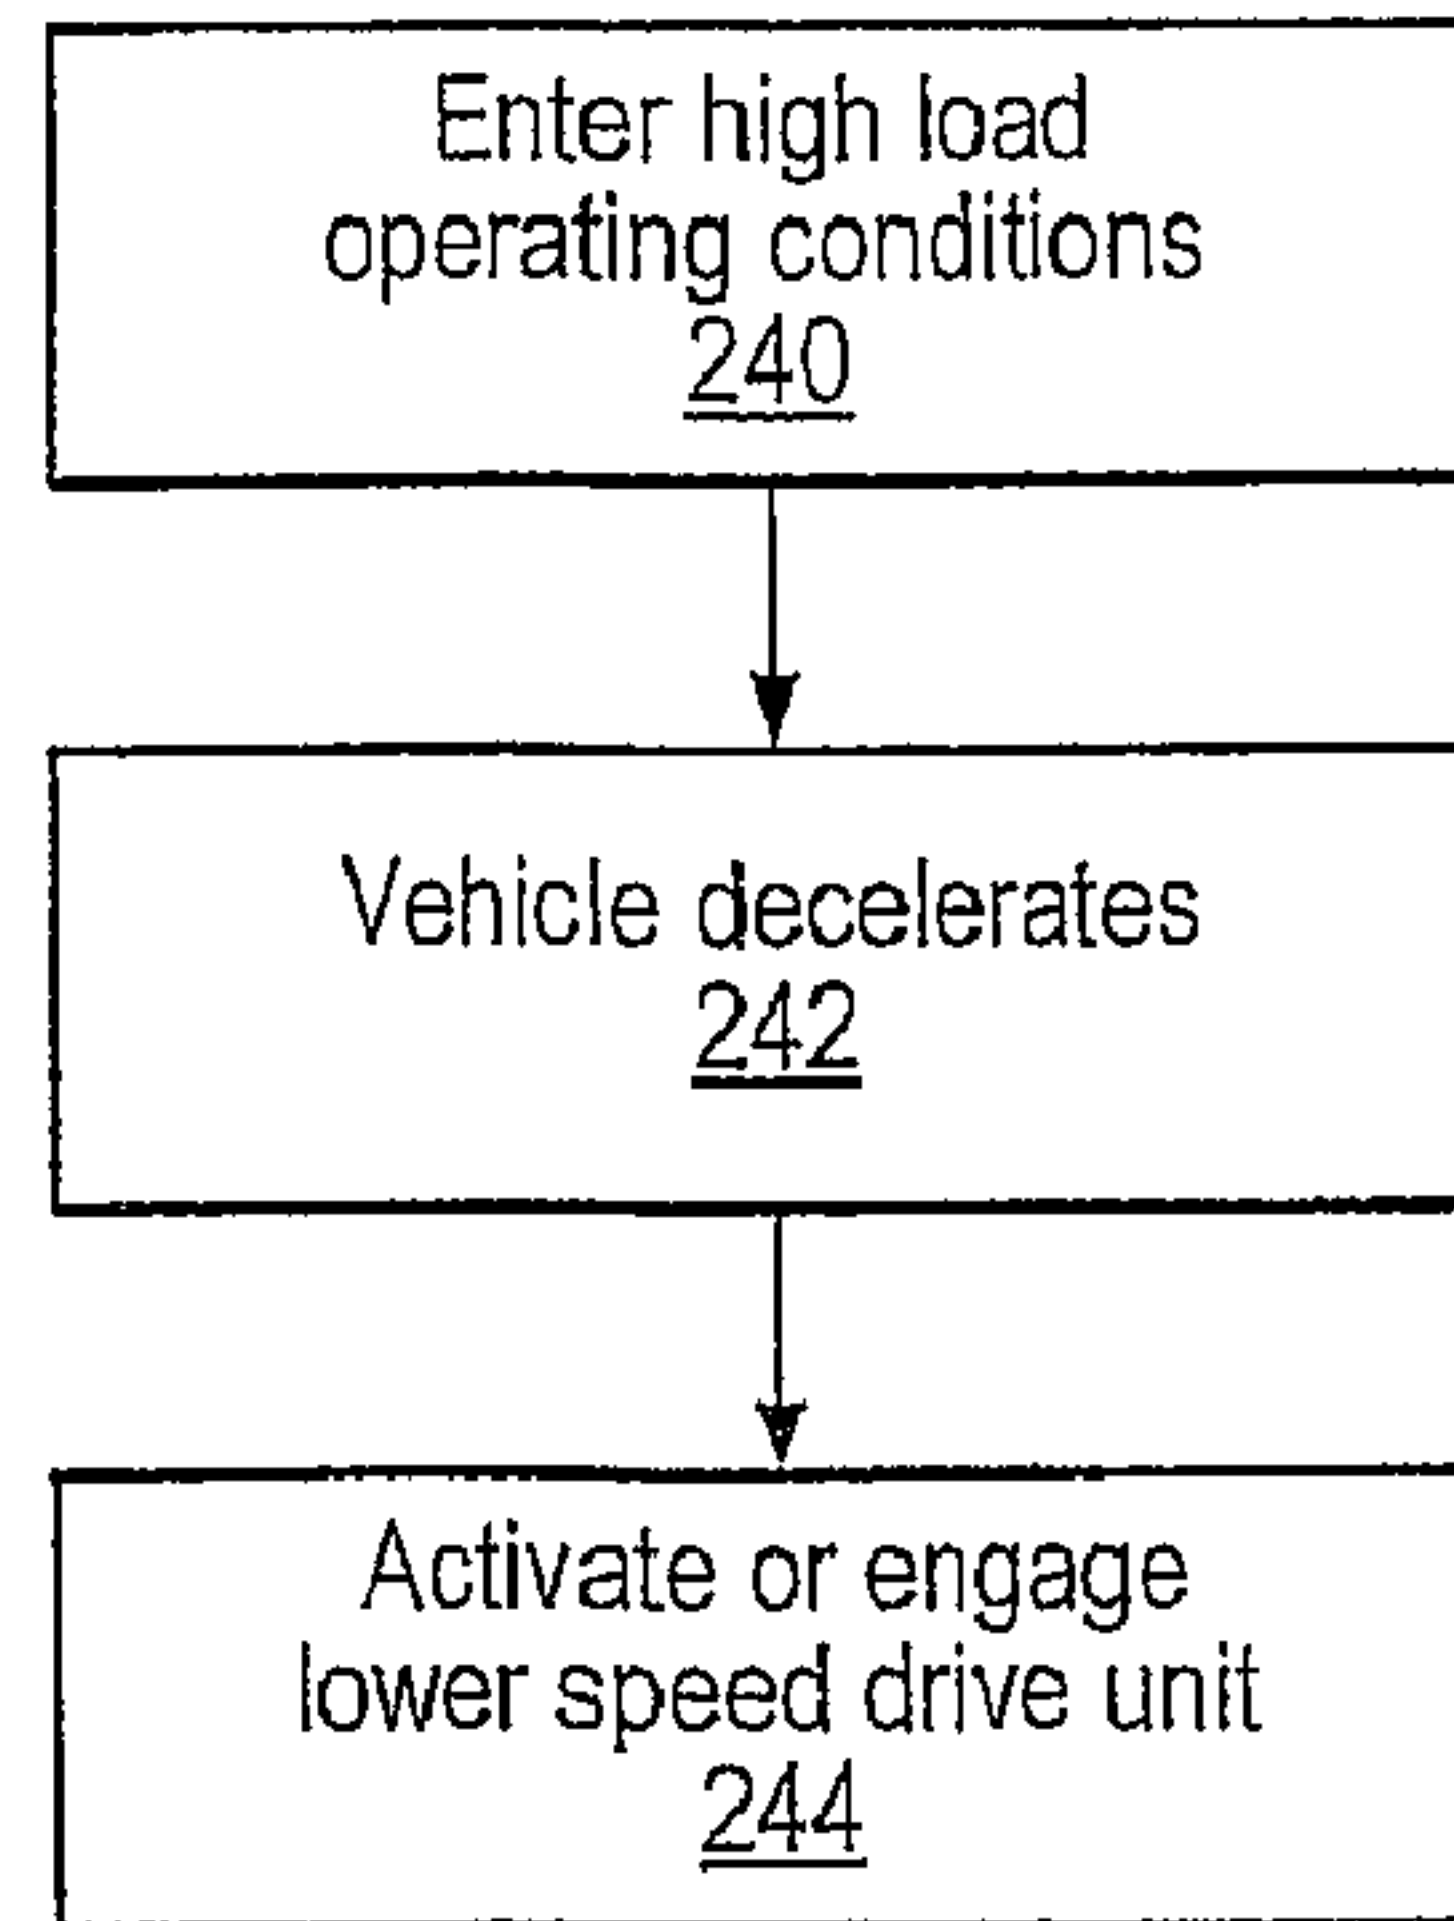 Enter high load
operating conditions
240
Vehicle decelerates
242
Activate or engage
lower speed drive unit
244